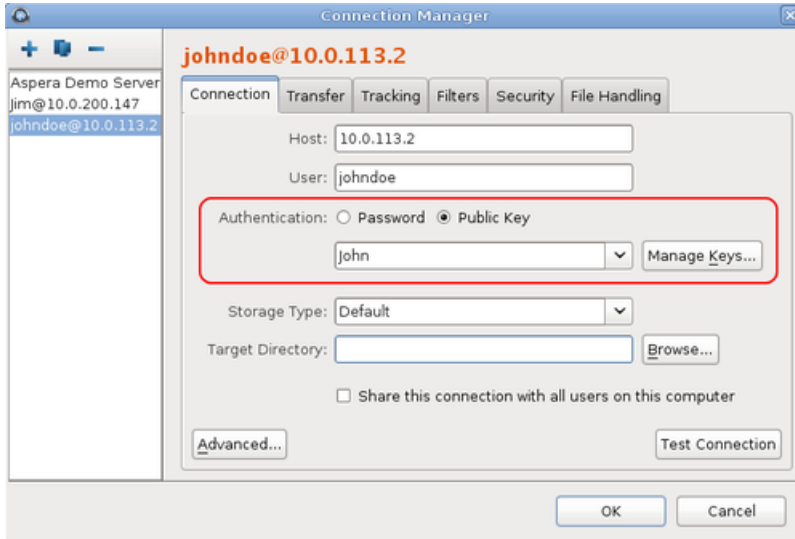 Connection Manager
johndoe@10.0.113.2
Aspera Demo Server
Jim@10.0.200.147
johndoe@10.0.113.2
Connection Transfer Tracking Filters Security File Handling
Host: 10.0.113.2
User: johndoe
Authentication: Password Public Key
John Manage Keys...
Storage Type: Default
Target Directory: Browse...
Share this connection with all users on this computer
Advanced... Test Connection
OK Cancel